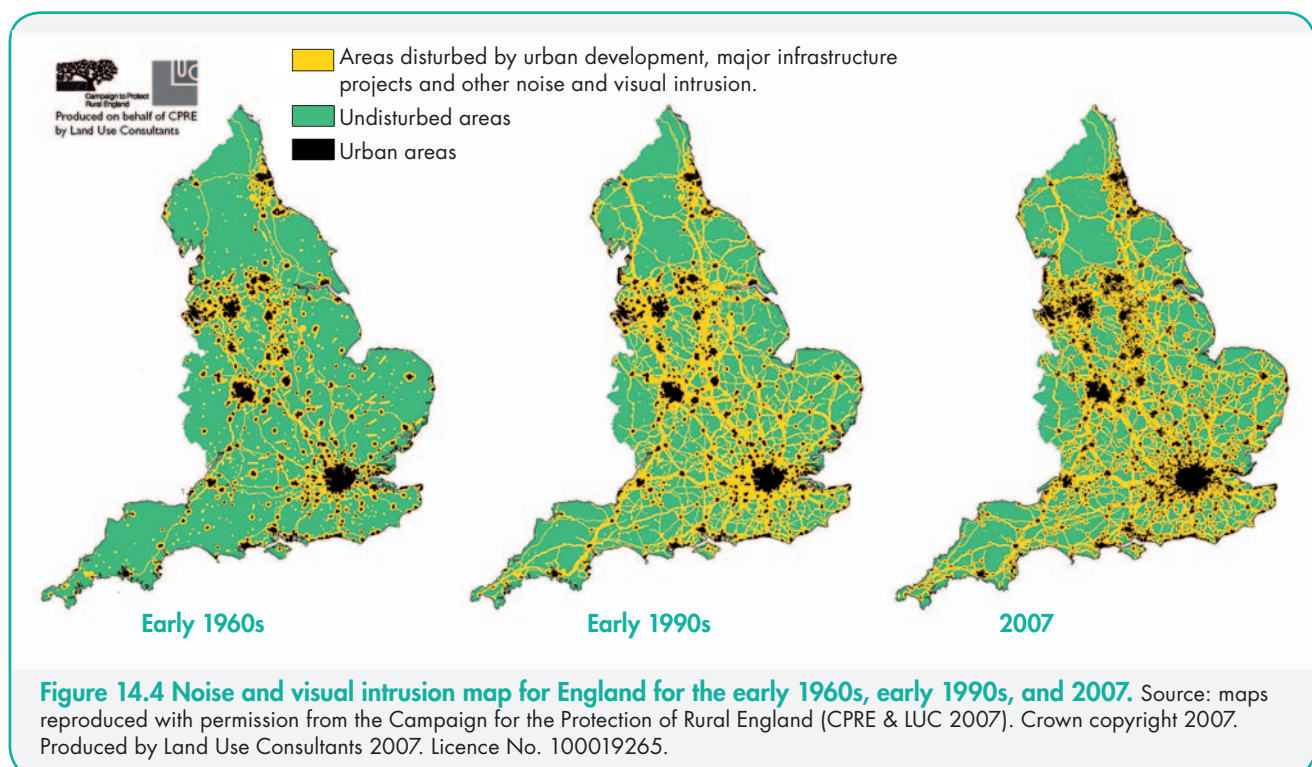 Campaign to Protect
Rural England
LUC
Produced on behalf of CPRE
by Land Use Consultants
Areas disturbed by urban development, major infrastructure
projects and other noise and visual intrusion.
Undisturbed areas
Urban areas
Early 1960s
Early 1990s
2007
Figure 14.4 Noise and visual intrusion map for England for the early 1960s, early 1990s, and 2007. Source: maps
reproduced with permission from the Campaign for the Protection of Rural England (CPRE & LUC 2007). Crown copyright 2007.
Produced by Land Use Consultants 2007. Licence No. 100019265.